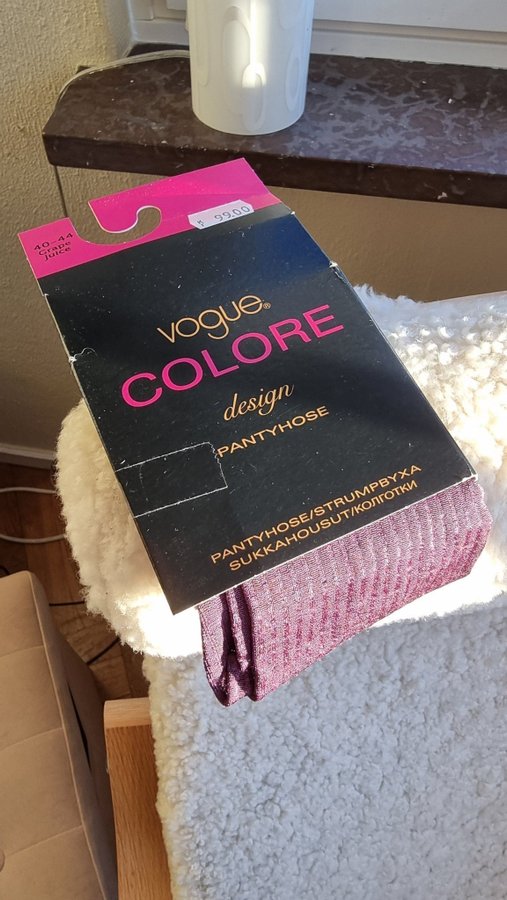 40-44
Grape
Juice
99.00
vogue®
COLORE
design
PANTYHOSE
PANTYHOSE/STRUMPBYXA
SUKKAHOUSUT/КОЛГОТКИ